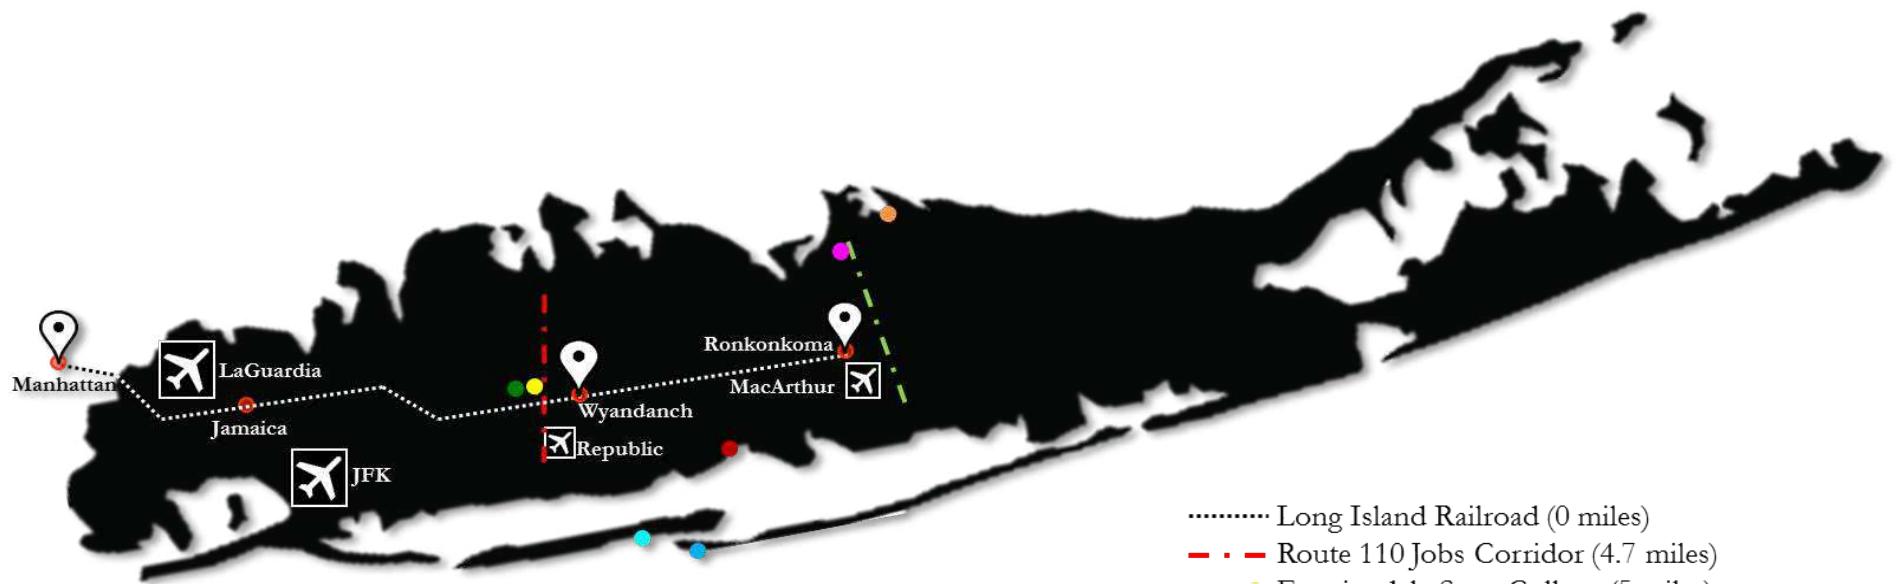 Ronkonkoma
LaGuardia
Manhattan
MacArthur
Wyandanch
Jamaica
Republic
JFK
Long Island Railroad (0 miles)
Route 110 Jobs Corridor (4.7 miles)